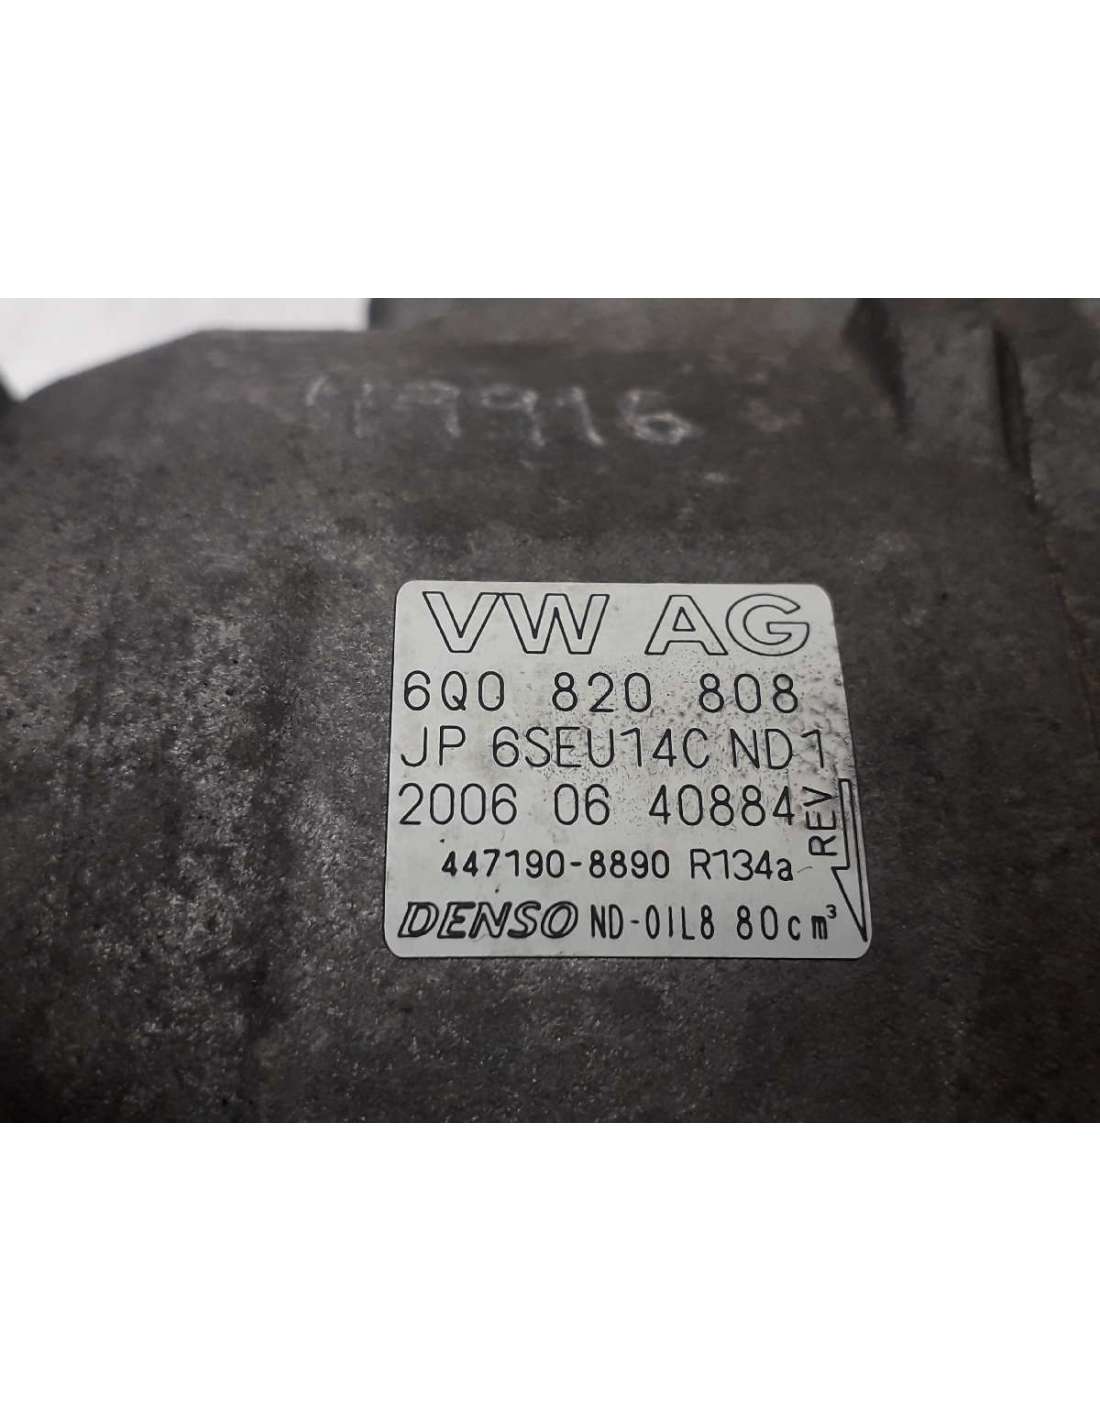 49916
VW AG
6Q0 820 808
JP 6SEU14C ND1
2006 06 40884
REV
447190-8890 R134a
DENSO ND-OIL8 80cm³